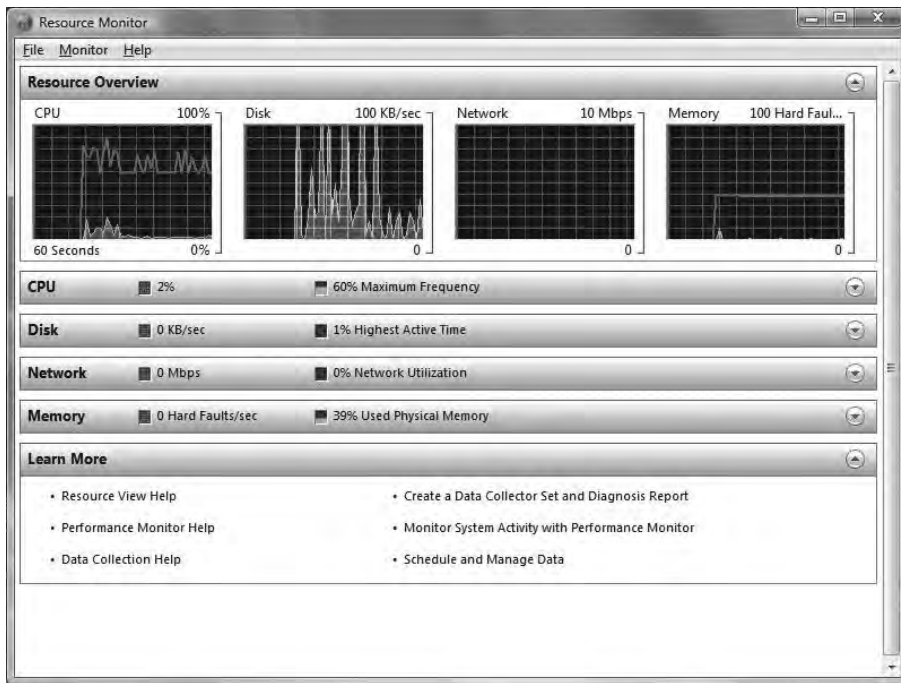 Resource Monitor
File Monitor Help
Resource Overview
CPU 100% Disk 100 KB/sec Network 10 Mbps Memory 100 Hard Faul...
60 Seconds 0% 0 0 0
CPU 2% 60% Maximum Frequency
Disk 0 KB/sec 1% Highest Active Time
Network 0 Mbps 0% Network Utilization
Memory 0 Hard Faults/sec 39% Used Physical Memory
Learn More
• Resource View Help • Create a Data Collector Set and Diagnosis Report
• Performance Monitor Help • Monitor System Activity with Performance Monitor
• Data Collection Help • Schedule and Manage Data